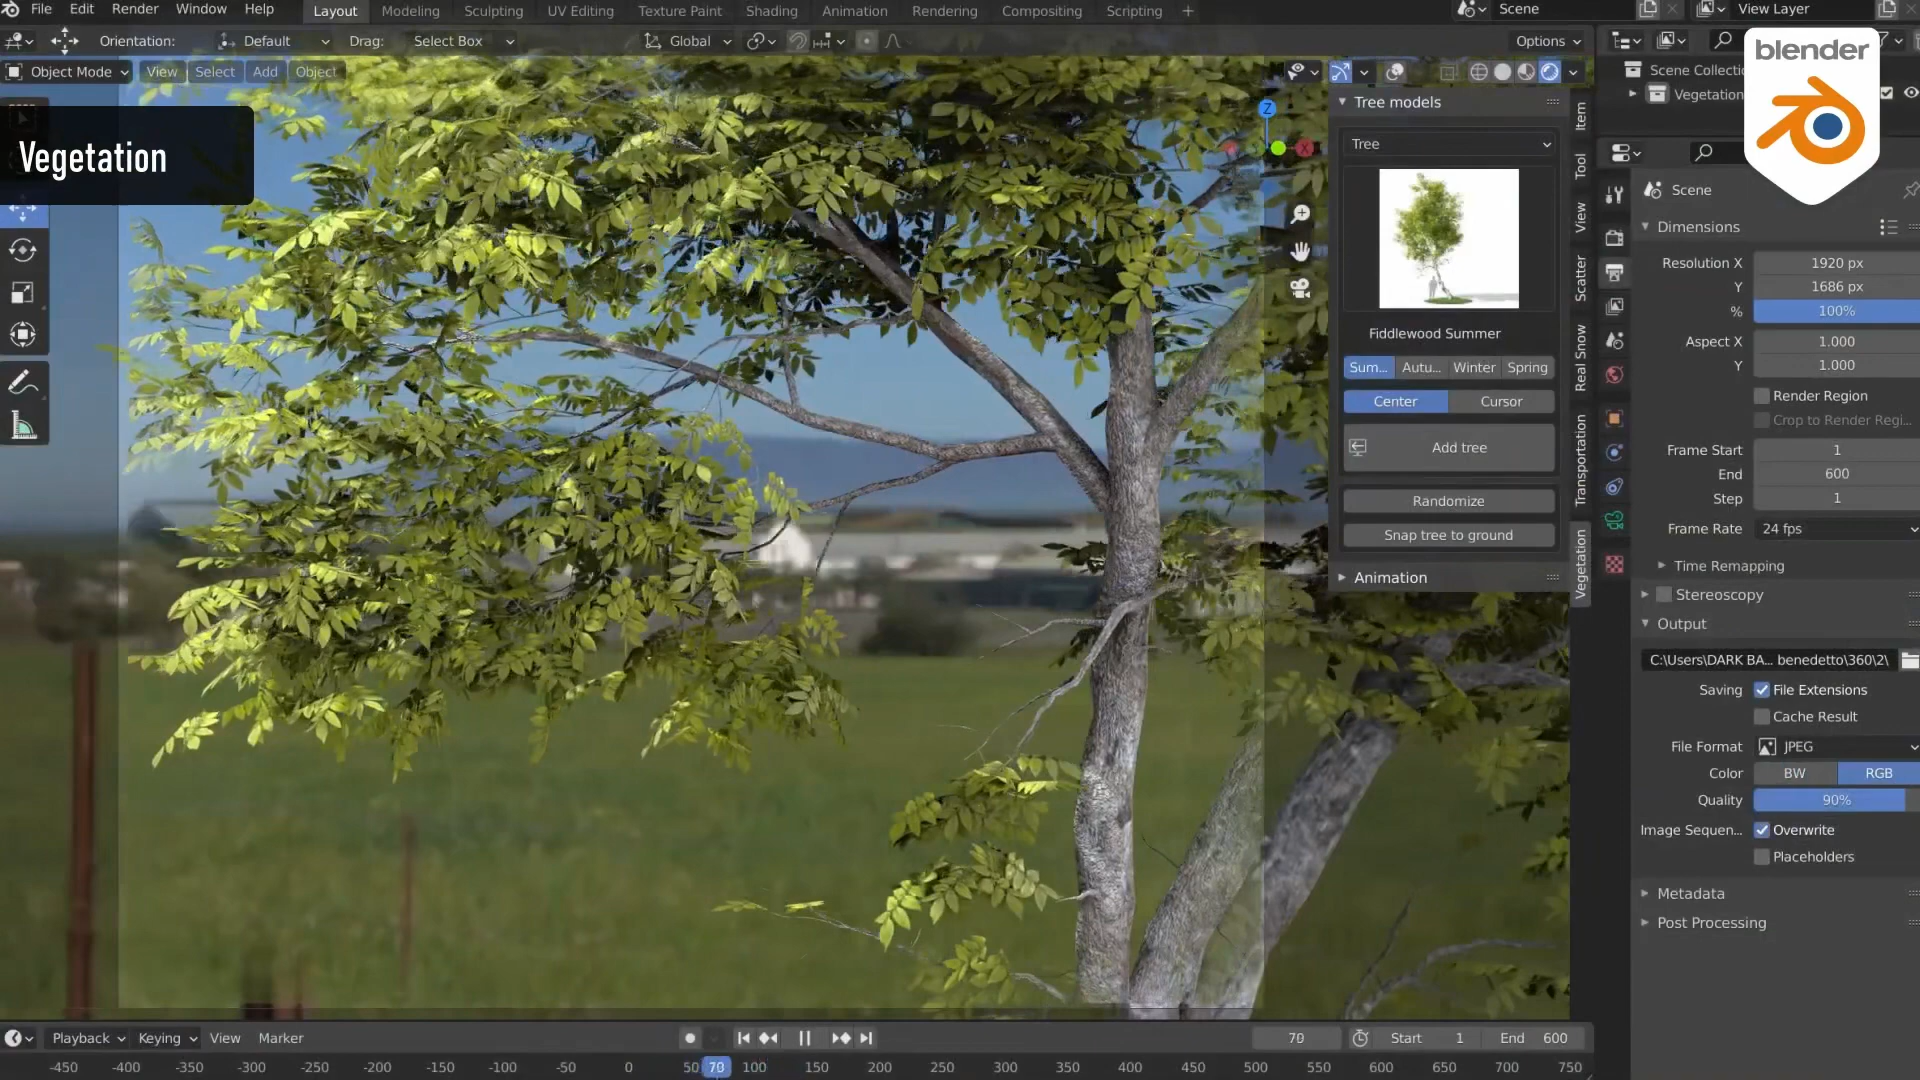 File Edit Render Window Help Layout Modeling Sculpting UV Editing Texture Paint Shading Animation Rendering Compositing Scripting + Scene View Layer
Orientation: Default Drag: Select Box Global Options
Object Mode View Select Add Object
blender
Scene Collectio
Vegetation
Vegetation
Z
X
Tree models
Tree
Fiddlewood Summer
Sum... Autu... Winter Spring
Center Cursor
Add tree
Randomize
Snap tree to ground
Animation
Item
Tool
View
Scatter
Real Snow
Transportation
Vegetation
Scene
Dimensions
Resolution X 1920 px
Y 1686 px
% 100%
Aspect X 1.000
Y 1.000
Render Region
Crop to Render Regi...
Frame Start 1
End 600
Step 1
Frame Rate 24 fps
Time Remapping
Stereoscopy
Output
C:\Users\DARK BA... benedetto\360\2\
Saving File Extensions
Cache Result
File Format JPEG
Color BW RGB
Quality 90%
Image Sequen... Overwrite
Placeholders
Metadata
Post Processing
Playback Keying View Marker 70 Start 1 End 600
-450 -400 -350 -300 -250 -200 -150 -100 -50 0 50 70 100 150 200 250 300 350 400 450 500 550 600 650 700 750